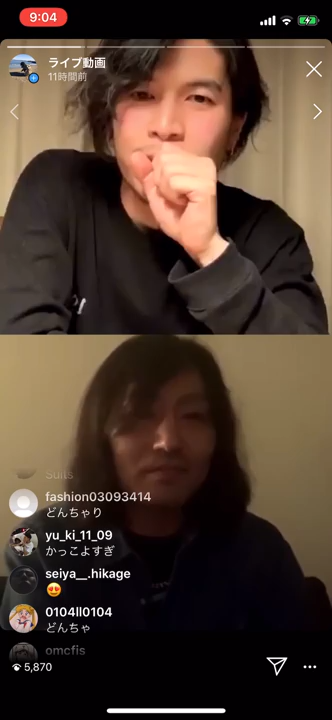 9:04
ライブ動画
11時間前
Suits
fashion03093414
どんちゃり
yu_ki_11_09
かっこよすぎ
seiya__.hikage
😍
0104ll0104
どんちゃ
omcfis
5,870